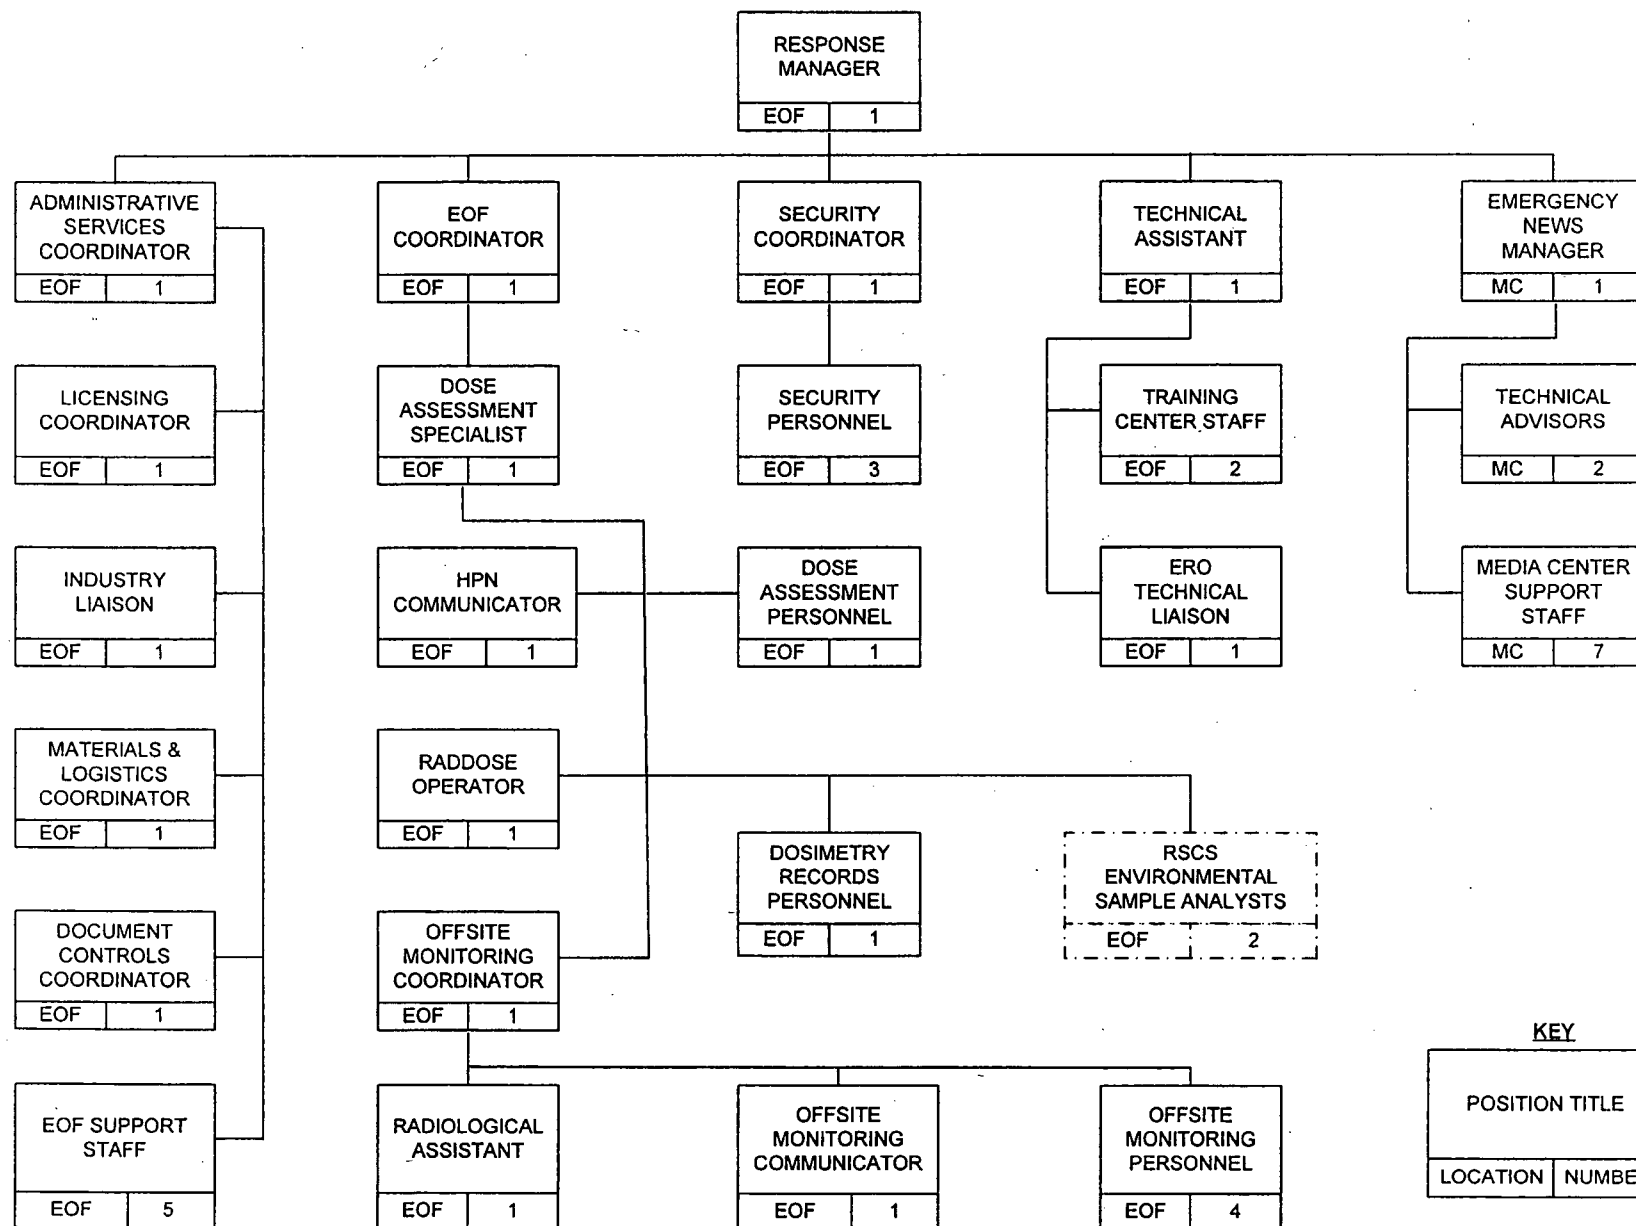 RESPONSE
MANAGER
EOF 1
ADMINISTRATIVE
SERVICES
COORDINATOR
EOF 1
EOF
COORDINATOR
EOF 1
SECURITY
COORDINATOR
EOF 1
TECHNICAL
ASSISTANT
EOF 1
EMERGENCY
NEWS
MANAGER
MC 1
LICENSING
COORDINATOR
EOF 1
DOSE
ASSESSMENT
SPECIALIST
EOF 1
SECURITY
PERSONNEL
EOF 3
TRAINING
CENTER STAFF
EOF 2
TECHNICAL
ADVISORS
MC 2
INDUSTRY
LIAISON
EOF 1
HPN
COMMUNICATOR
EOF 1
DOSE
ASSESSMENT
PERSONNEL
EOF 1
ERO
TECHNICAL
LIAISON
EOF 1
MEDIA CENTER
SUPPORT
STAFF
MC 7
MATERIALS &
LOGISTICS
COORDINATOR
EOF 1
RADDOSE
OPERATOR
EOF 1
DOSIMETRY
RECORDS
PERSONNEL
EOF 1
RSCS
ENVIRONMENTAL
SAMPLE ANALYSTS
EOF 2
DOCUMENT
CONTROLS
COORDINATOR
EOF 1
OFFSITE
MONITORING
COORDINATOR
EOF 1
EOF SUPPORT
STAFF
EOF 5
RADIOLOGICAL
ASSISTANT
EOF 1
OFFSITE
MONITORING
COMMUNICATOR
EOF 1
OFFSITE
MONITORING
PERSONNEL
EOF 4
KEY
POSITION TITLE
LOCATION NUMBE